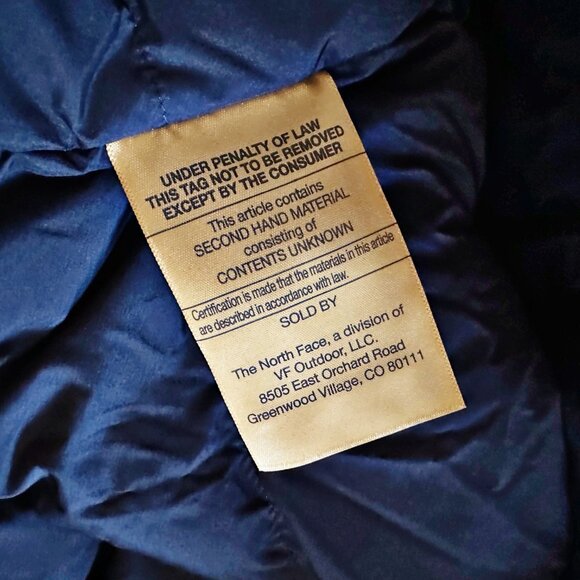 UNDER PENALTY OF LAW
THIS TAG NOT TO BE REMOVED
EXCEPT BY THE CONSUMER
This article contains
SECOND HAND MATERIAL
consisting of
CONTENTS UNKNOWN
Certification is made that the materials in this article
are described in accordance with law.
SOLD BY
The North Face, a division of
VF Outdoor, LLC.
8505 East Orchard Road
Greenwood Village, CO 80111